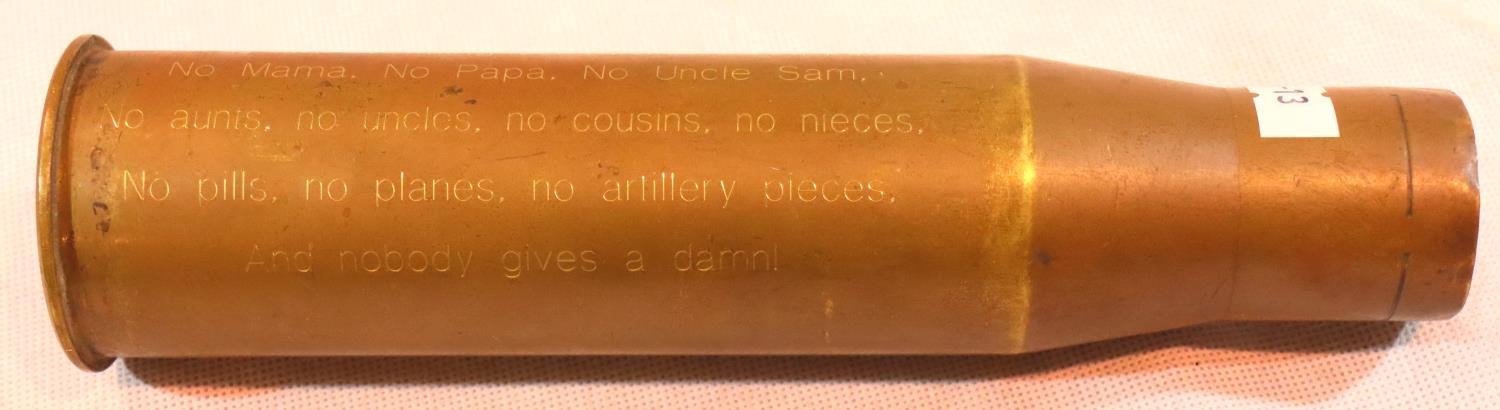 No Mama, No Papa, No Uncle Sam,
No aunts, no uncles, no cousins, no nieces,
No pills, no planes, no artillery pieces,
And nobody gives a damn!
-13